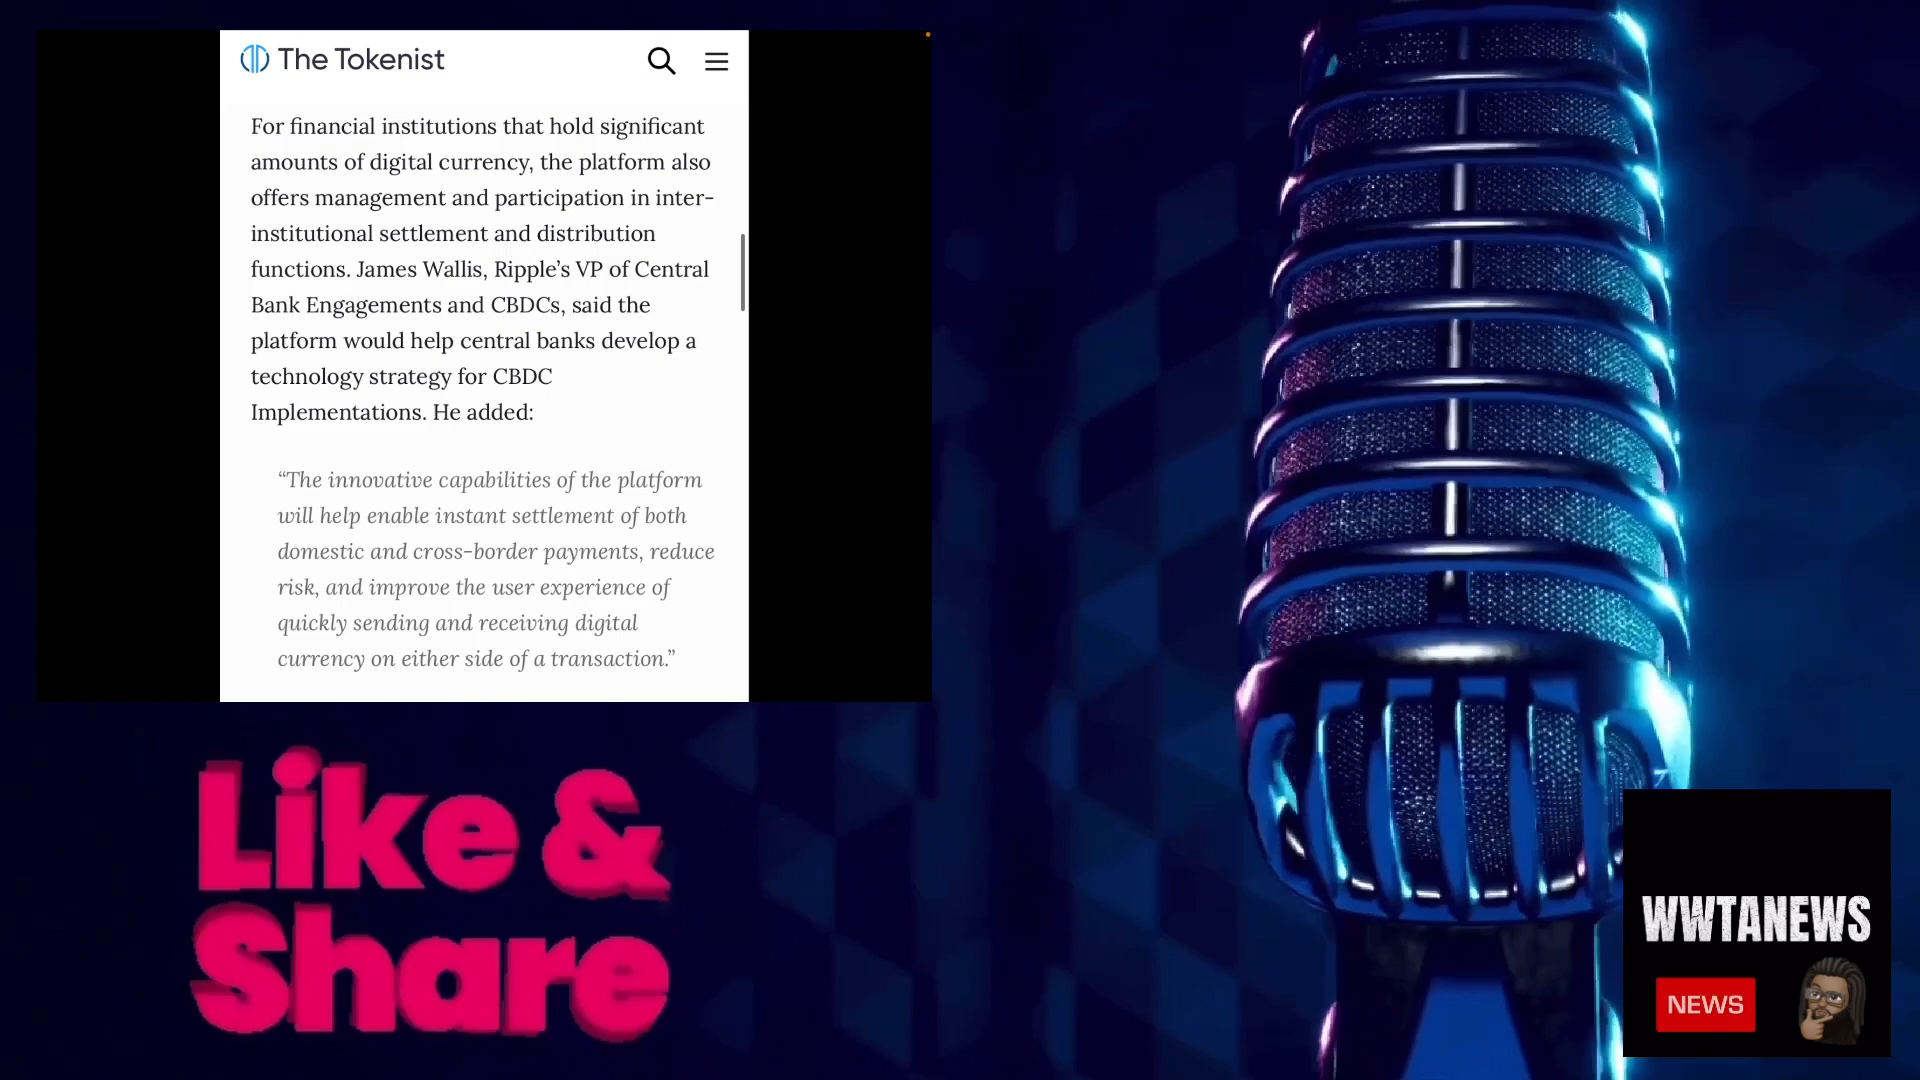 The Tokenist
For financial institutions that hold significant
amounts of digital currency, the platform also
offers management and participation in inter-
institutional settlement and distribution
functions. James Wallis, Ripple’s VP of Central
Bank Engagements and CBDCs, said the
platform would help central banks develop a
technology strategy for CBDC
Implementations. He added:
“The innovative capabilities of the platform
will help enable instant settlement of both
domestic and cross-border payments, reduce
risk, and improve the user experience of
quickly sending and receiving digital
currency on either side of a transaction.”
Like &
Share
WWTANEWS
NEWS